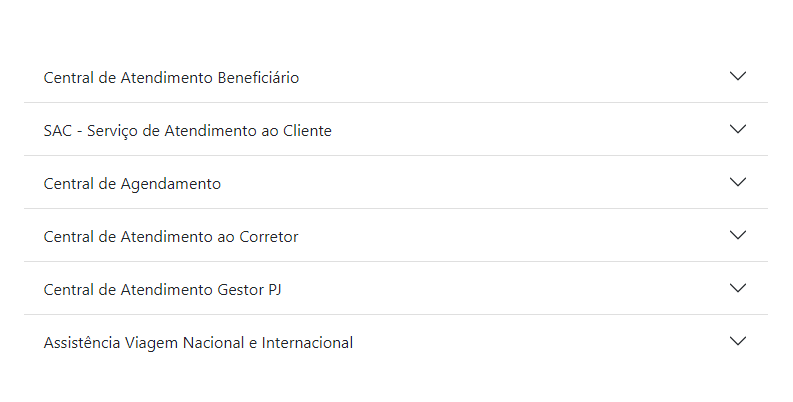 Central de Atendimento Beneficiário
SAC - Serviço de Atendimento ao Cliente
Central de Agendamento
Central de Atendimento ao Corretor
Central de Atendimento Gestor PJ
Assistência Viagem Nacional e Internacional